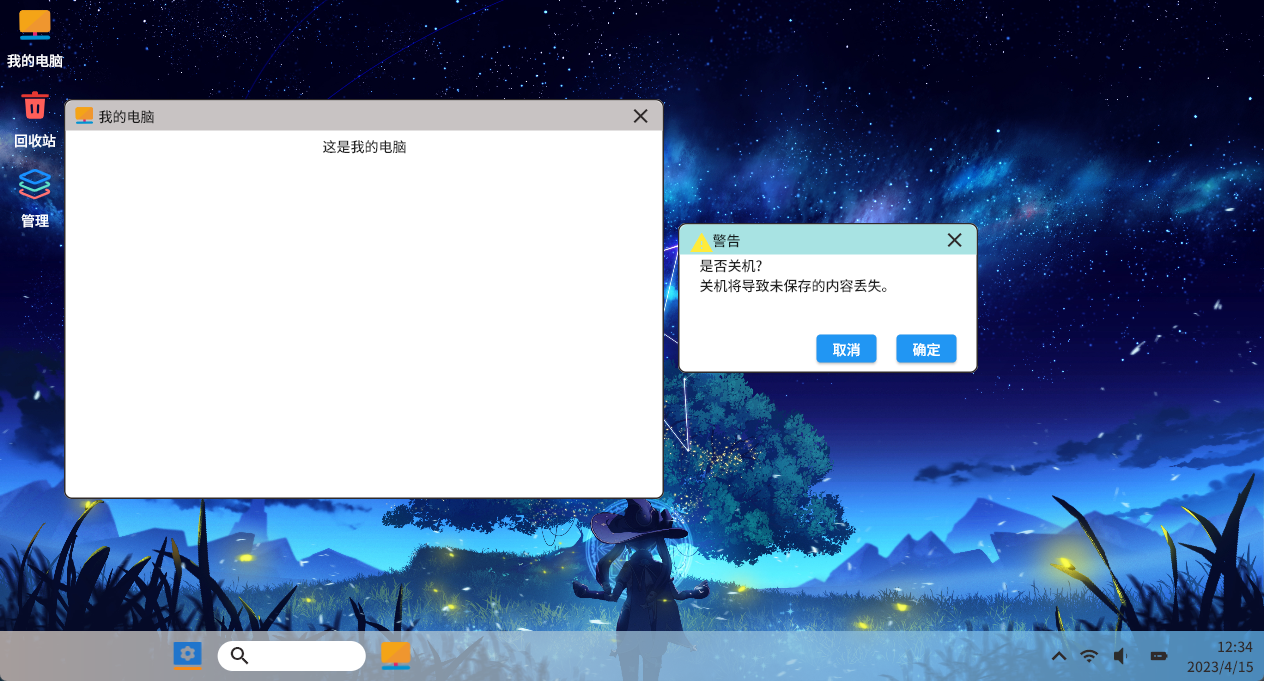 我的电脑
回收站
管理
我的电脑
这是我的电脑
警告
是否关机?
关机将导致未保存的内容丢失。
取消 确定
12:34
2023/4/15